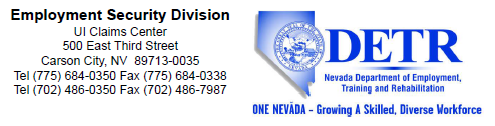 Employment Security Division
UI Claims Center
500 East Third Street
Carson City, NV  89713-0035
Tel (775) 684-0350 Fax (775) 684-0338
Tel (702) 486-0350 Fax (702) 486-7987
DETR
Nevada Department of Employment,
Training and Rehabilitation
ONE NEVADA – Growing A Skilled, Diverse Workforce